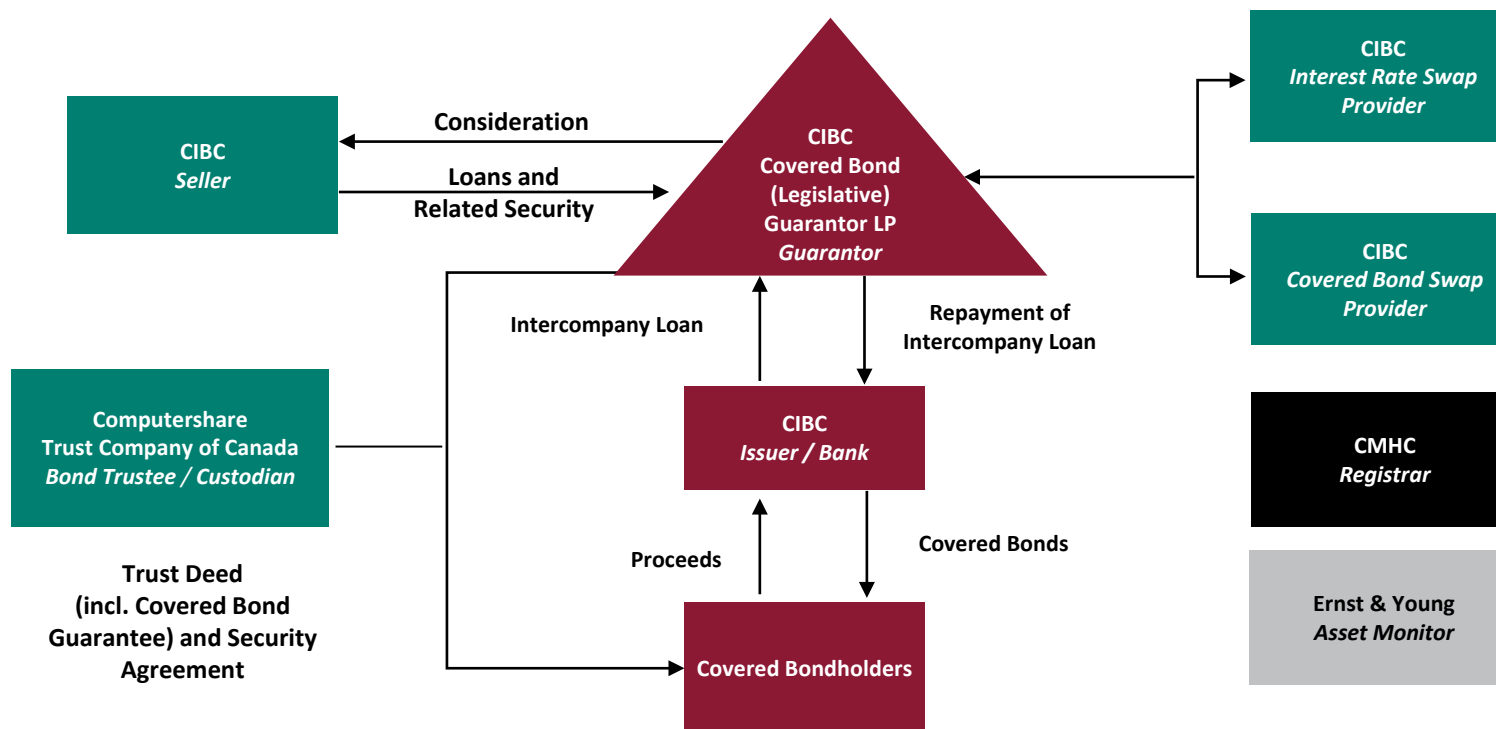 CIBC
Seller
Consideration
Loans and
Related Security
CIBC
Covered Bond
(Legislative)
Guarantor LP
Guarantor
CIBC
Interest Rate Swap
Provider
CIBC
Covered Bond Swap
Provider
Intercompany Loan
Repayment of
Intercompany Loan
Computershare
Trust Company of Canada
Bond Trustee / Custodian
CIBC
Issuer / Bank
CMHC
Registrar
Proceeds
Covered Bonds
Trust Deed
(incl. Covered Bond
Guarantee) and Security
Agreement
Covered Bondholders
Ernst & Young
Asset Monitor